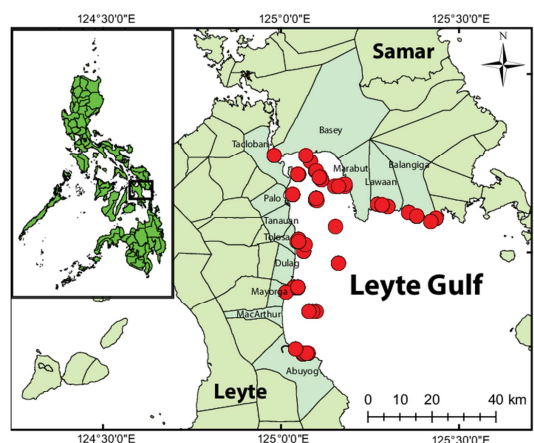 124°30'0"E 125°0'0"E 125°30'0"E
N
Samar
Basey
Tacloban
Marabut
Balangiga
Lawaan
Palo
Tanauan
Tolosa
Dulag
Leyte Gulf
Mayorga
MacArthur
Abuyog
Leyte
0 10 20 40 km
124°30'0"E 125°0'0"E 125°30'0"E